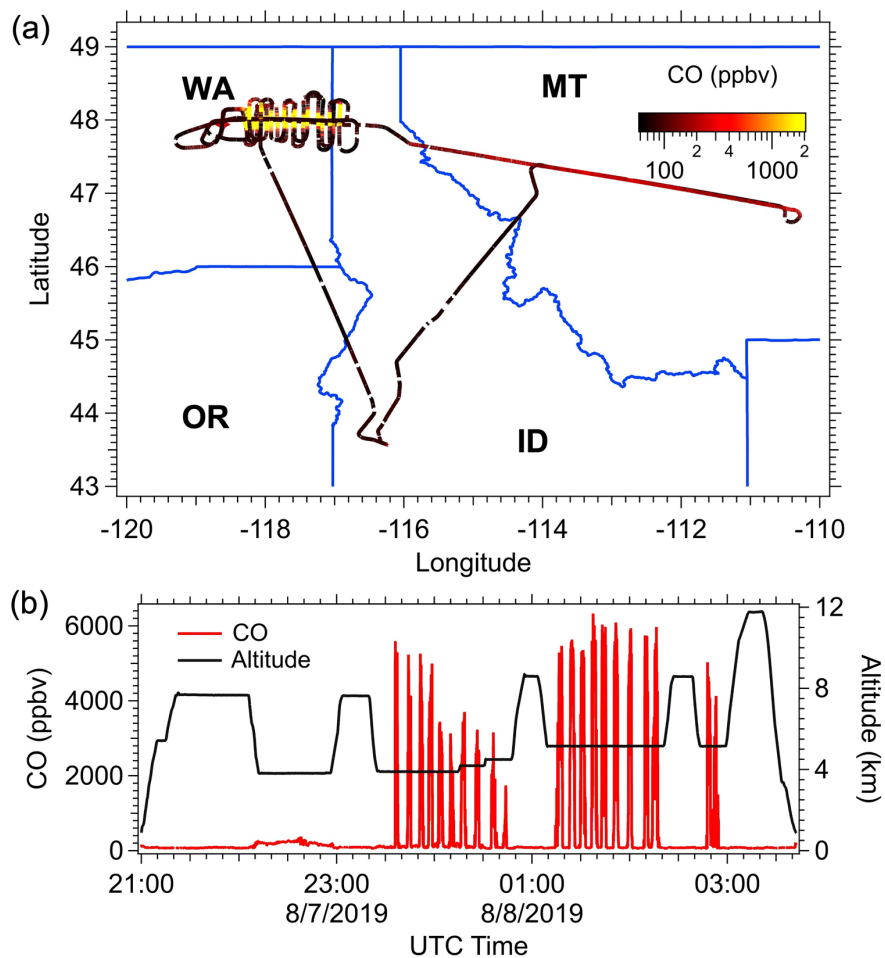 (a)
49
48
47
46
45
44
43
Latitude
WA
MT
OR
ID
CO (ppbv)
100
2
4
1000
2
-120
-118
-116
-114
-112
-110
Longitude
(b)
CO
Altitude
6000
4000
2000
0
CO (ppbv)
12
8
4
0
Altitude (km)
21:00
23:00
01:00
03:00
8/7/2019
8/8/2019
UTC Time